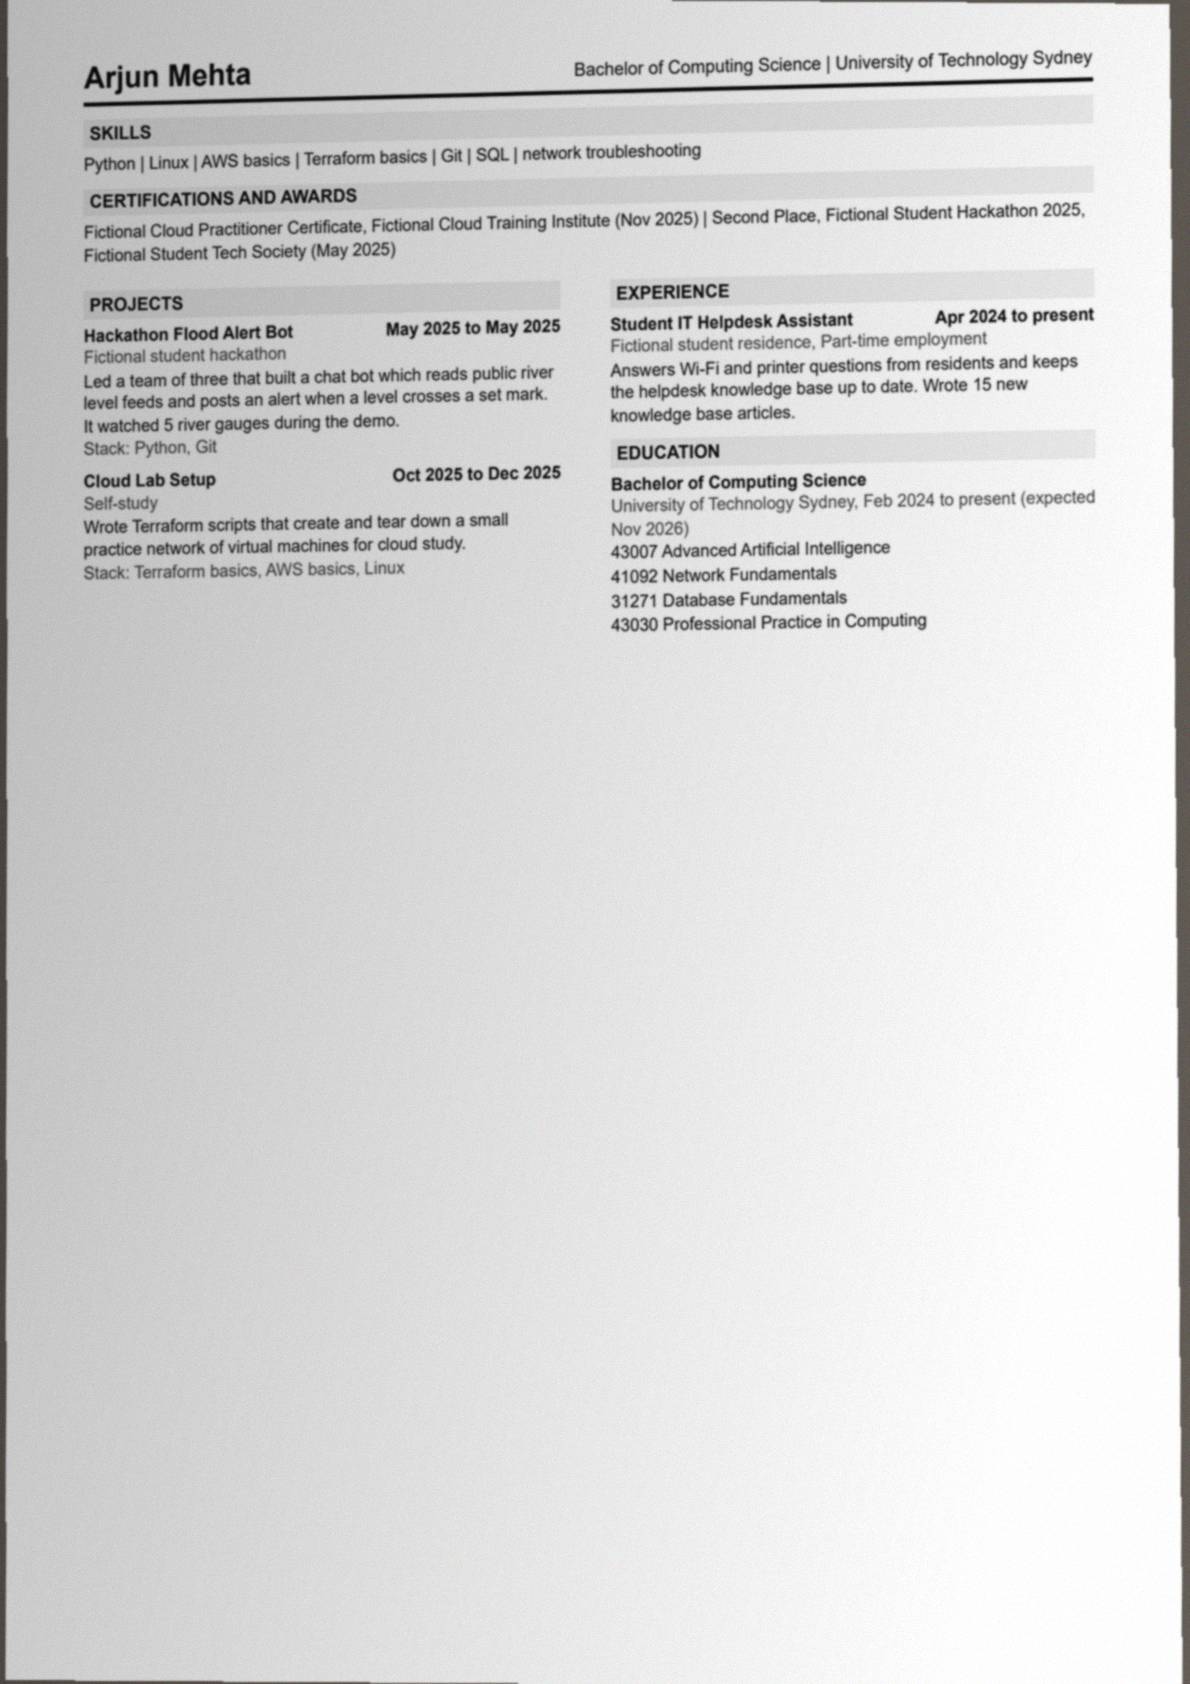 Arjun Mehta
Bachelor of Computing Science | University of Technology Sydney
SKILLS
Python | Linux | AWS basics | Terraform basics | Git | SQL | network troubleshooting
CERTIFICATIONS AND AWARDS
Fictional Cloud Practitioner Certificate, Fictional Cloud Training Institute (Nov 2025) | Second Place, Fictional Student Hackathon 2025,
Fictional Student Tech Society (May 2025)
PROJECTS
Hackathon Flood Alert Bot May 2025 to May 2025
Fictional student hackathon
Led a team of three that built a chat bot which reads public river
level feeds and posts an alert when a level crosses a set mark.
It watched 5 river gauges during the demo.
Stack: Python, Git
Cloud Lab Setup Oct 2025 to Dec 2025
Self-study
Wrote Terraform scripts that create and tear down a small
practice network of virtual machines for cloud study.
Stack: Terraform basics, AWS basics, Linux
EXPERIENCE
Student IT Helpdesk Assistant Apr 2024 to present
Fictional student residence, Part-time employment
Answers Wi-Fi and printer questions from residents and keeps
the helpdesk knowledge base up to date. Wrote 15 new
knowledge base articles.
EDUCATION
Bachelor of Computing Science
University of Technology Sydney, Feb 2024 to present (expected
Nov 2026)
43007 Advanced Artificial Intelligence
41092 Network Fundamentals
31271 Database Fundamentals
43030 Professional Practice in Computing